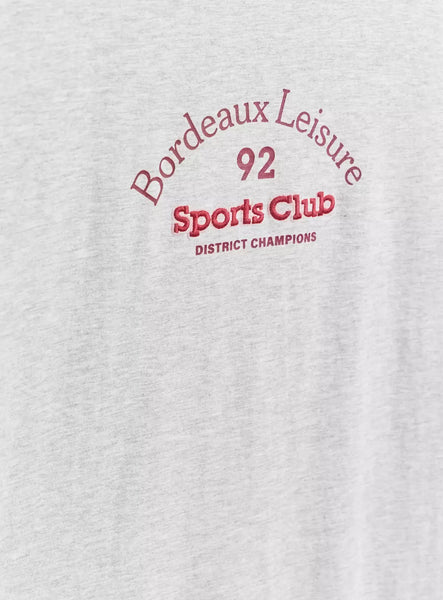 Bordeaux Leisure
92
Sports Club
DISTRICT CHAMPIONS